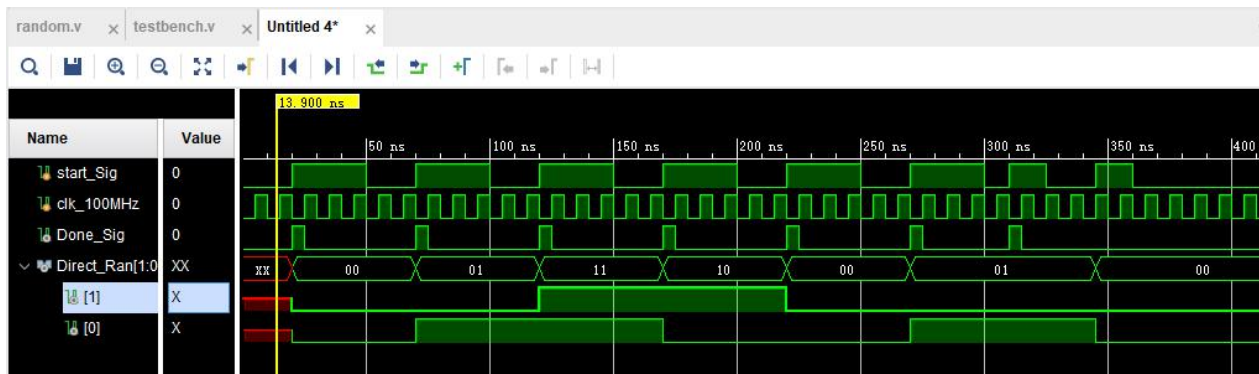 random.v × testbench.v × Untitled 4* ×
13.900 ns
Name Value
50 ns 100 ns 150 ns 200 ns 250 ns 300 ns 350 ns 400
start_Sig 0
clk_100MHz 0
Done_Sig 0
Direct_Ran[1:0 XX XX 00 01 11 10 00 01 00
[1] X
[0] X